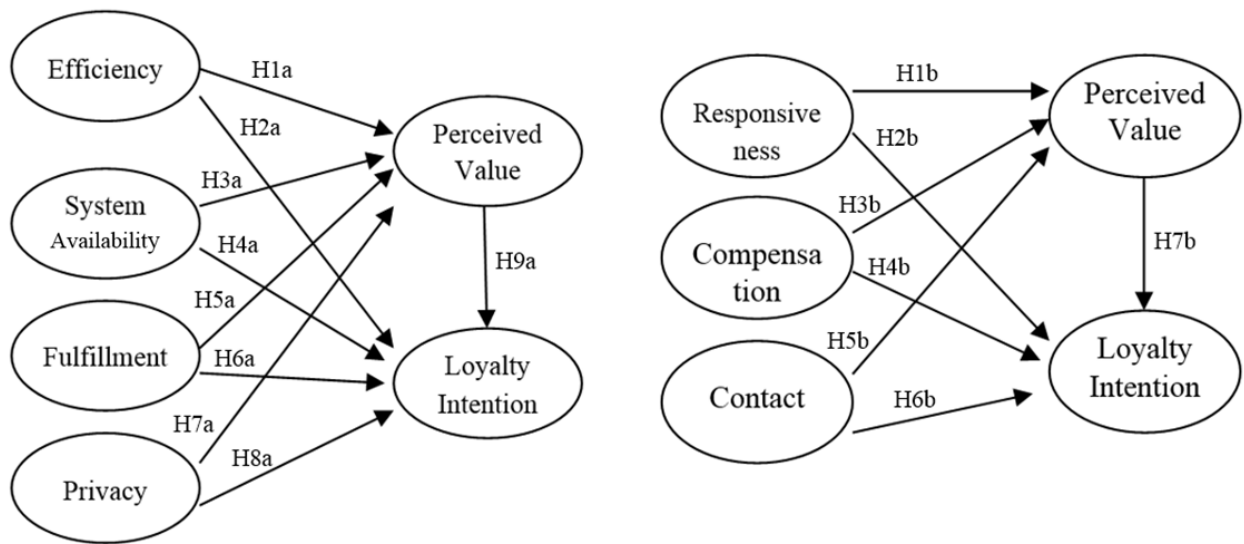 Efficiency
H1a
H2a
System
Availability
H3a
H4a
Fulfillment
H5a
H6a
Privacy
H7a
H8a
Perceived
Value
H9a
Loyalty
Intention
Responsive
ness
H1b
H2b
Compensa
tion
H3b
H4b
Contact
H5b
H6b
Perceived
Value
H7b
Loyalty
Intention